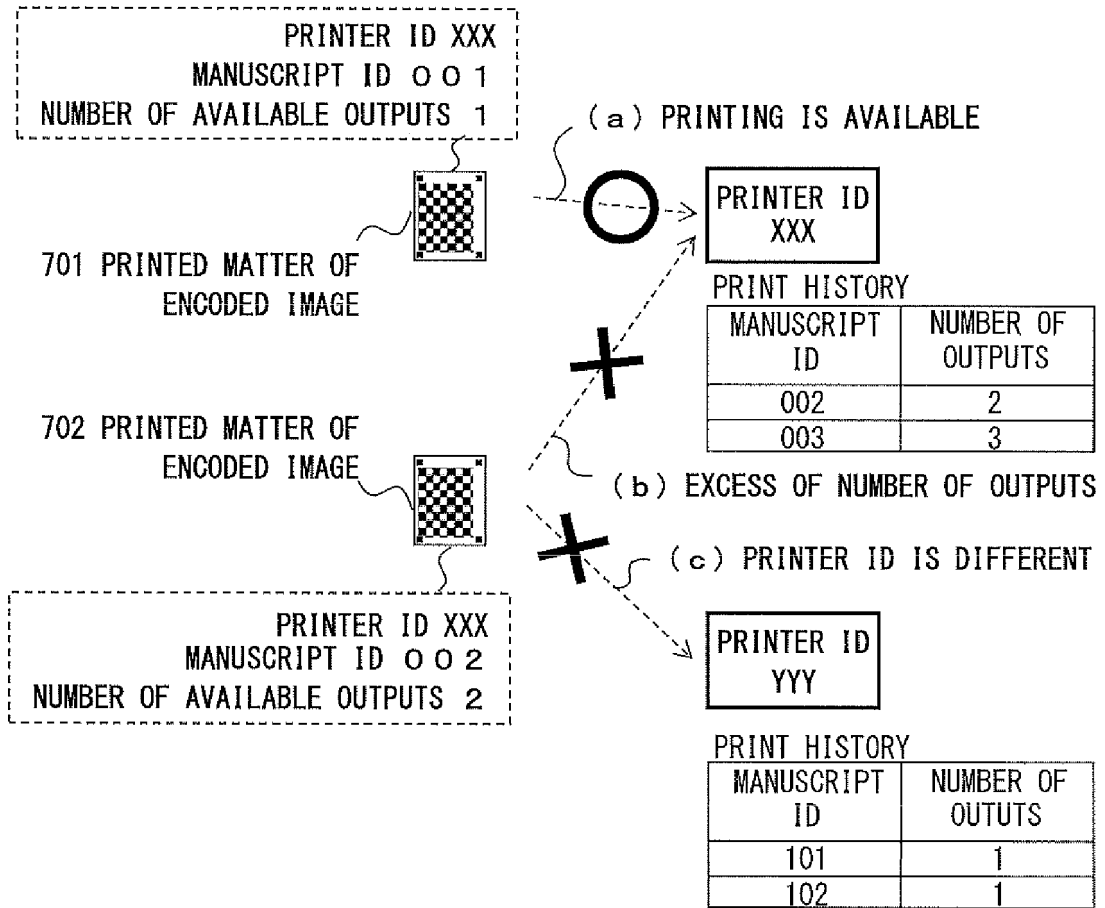 PRINTER ID XXX
MANUSCRIPT ID 001
NUMBER OF AVAILABLE OUTPUTS 1
(a) PRINTING IS AVAILABLE
PRINTER ID
XXX
701 PRINTED MATTER OF
ENCODED IMAGE
PRINT HISTORY
MANUSCRIPT ID NUMBER OF OUTPUTS
002 2
003 3
702 PRINTED MATTER OF
ENCODED IMAGE
(b) EXCESS OF NUMBER OF OUTPUTS
(c) PRINTER ID IS DIFFERENT
PRINTER ID XXX
MANUSCRIPT ID 002
NUMBER OF AVAILABLE OUTPUTS 2
PRINTER ID
YYY
PRINT HISTORY
MANUSCRIPT ID NUMBER OF OUTUTS
101 1
102 1